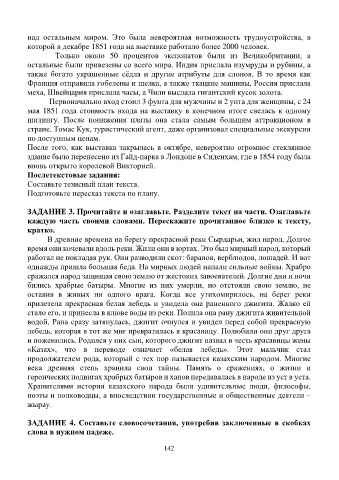 над остальным миром. Это была невероятная возможность трудоустройства, в
которой в декабре 1851 года на выставке работало более 2000 человек.
Только около 50 процентов экспонатов были из Великобритании, а
остальные были привезены со всего мира. Индия прислала изумруды и рубины, а
также богато украшенные сёдла и другие атрибуты для слонов. В то время как
Франция отправила гобелены и шелка, а также ткацкие машины, Россия прислала
меха, Швейцария прислала часы, а Чили выслала гигантский кусок золота.
Первоначально вход стоил 3 фунта для мужчины и 2 унта для женщины, с 24
мая 1851 года стоимость входа на выставку в конечном итоге свелась к одному
шиллингу. После понижения платы она стала самым большим аттракционом в
стране. Томас Кук, туристический агент, даже организовал специальные экскурсии
по доступным ценам.
После того, как выставка закрылась в октябре, невероятно огромное стеклянное
здание было перенесено из Гайд-парка в Лондоне в Сиденхам, где в 1854 году была
вновь открыто королевой Викторией.
Послетекстовые задания:
Составьте тезисный план текста.
Подготовьте пересказ текста по плану.
ЗАДАНИЕ 3. Прочитайте и озаглавьте. Разделите текст на части. Озаглавьте
каждую часть своими словами. Перескажите прочитанное близко к тексту,
кратко.
В древние времена на берегу прекрасной реки Сырдарьи, жил народ. Долгое
время они кочевали вдоль реки. Жили они в юртах. Это был мирный народ, который
работал не покладая рук. Они разводили скот: баранов, верблюдов, лошадей. И вот
однажды пришла большая беда. На мирных людей напали сильные войны. Храбро
сражался народ защищая свою землю от жестоких завоевателей. Долгие дни и ночи
бились храбрые батыры. Многие из них умерли, но отстояли свою землю, не
оставив в живых ни одного врага. Когда все утихомирилось, на берег реки
прилетела прекрасная белая лебедь и увидела она раненного джигита. Жалко ей
стало его, и принесла в клюве воды из реки. Полила она рану джигита живительной
водой. Рана сразу затянулась, джигит очнулся и увидел перед собой прекрасную
лебедь, которая в тот же миг превратилась в красавицу. Полюбили они друг друга
и поженились. Родился у них сын, которого джигит назвал в честь красавицы жены
«Казах», что в переводе означает «белая лебедь». Этот мальчик стал
продолжателем рода, который с тех пор называется казахским народом. Многие
века древняя степь хранила свои тайны. Память о сражениях, о жизни и
героических подвигах храбрых батыров и ханов передавалась в народе из уст в уста.
Хранителями истории казахского народа были удивительные люди, философы,
поэты и полководцы, а впоследствии государственные и общественные деятели –
жырау.
ЗАДАНИЕ 4. Составьте словосочетания, употребив заключенные в скобках
слова в нужном падеже.
142